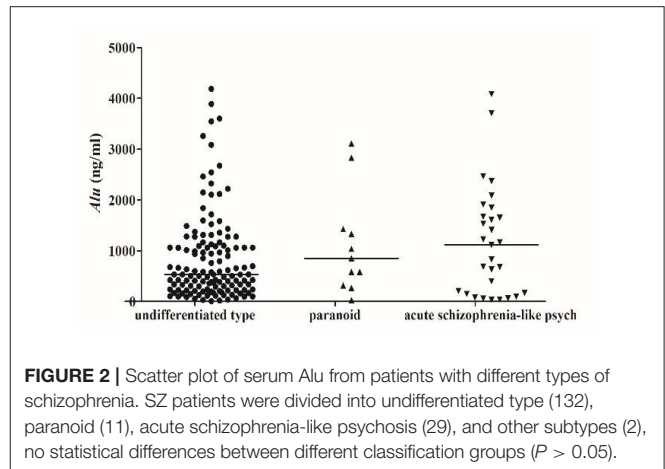 5000
4000
3000
2000
1000
0
Alu (ng/ml)
undifferentiated type paranoid acute schizophrenia-like psych
FIGURE 2 | Scatter plot of serum Alu from patients with different types of
schizophrenia. SZ patients were divided into undifferentiated type (132),
paranoid (11), acute schizophrenia-like psychosis (29), and other subtypes (2),
no statistical differences between different classification groups (P > 0.05).